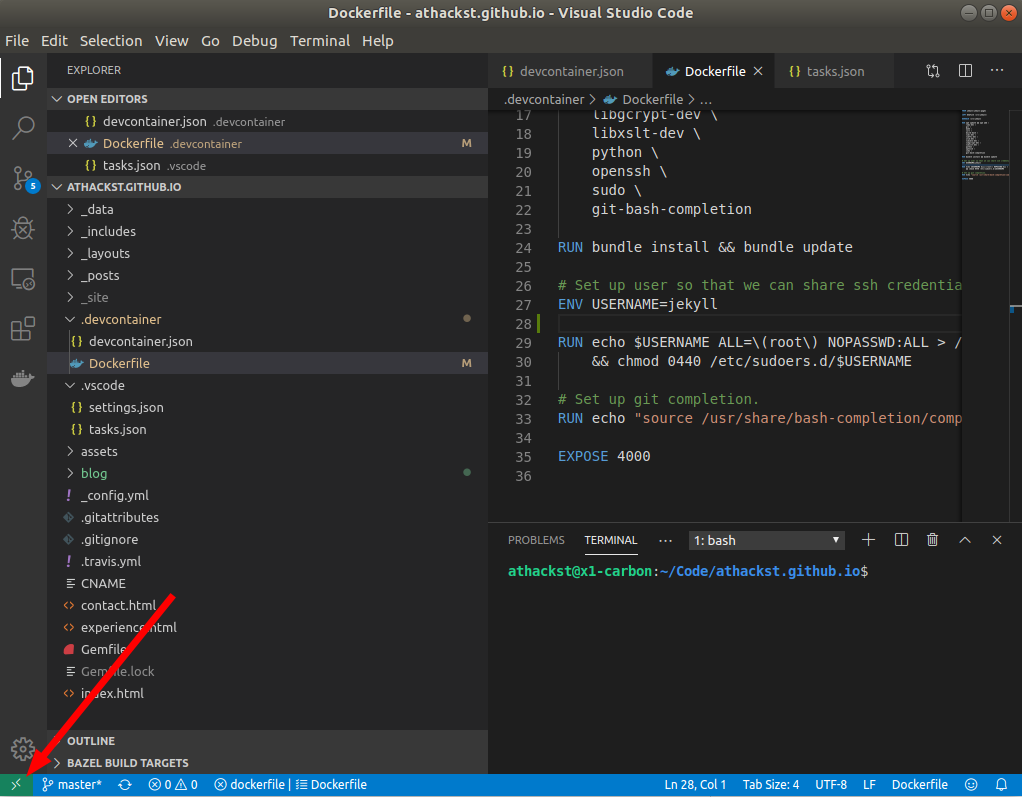 Dockerfile - athackst.github.io - Visual Studio Code
File Edit Selection View Go Debug Terminal Help
EXPLORER
OPEN EDITORS
{} devcontainer.json .devcontainer
Dockerfile .devcontainer M
{} tasks.json .vscode
5
ATHACKST.GITHUB.IO
_data
_includes
_layouts
_posts
_site
.devcontainer
{} devcontainer.json
Dockerfile M
.vscode
{} settings.json
{} tasks.json
assets
blog
! _config.yml
.gitattributes
.gitignore
! .travis.yml
CNAME
<> contact.html
<> experience.html
Gemfile
Gemfile.lock
<> index.html
OUTLINE
BAZEL BUILD TARGETS
{} devcontainer.json Dockerfile {} tasks.json ...
.devcontainer > Dockerfile > ...
17 libgcrypt-dev \
18 libxslt-dev \
19 python \
20 openssh \
21 sudo \
22 git-bash-completion
23
24 RUN bundle install && bundle update
25
26 # Set up user so that we can share ssh credentia
27 ENV USERNAME=jekyll
28
29 RUN echo $USERNAME ALL=\(root\) NOPASSWD:ALL > /
30 && chmod 0440 /etc/sudoers.d/$USERNAME
31
32 # Set up git completion.
33 RUN echo "source /usr/share/bash-completion/comp
34
35 EXPOSE 4000
36
PROBLEMS TERMINAL ... 1: bash
athackst@x1-carbon:~/Code/athackst.github.io$
master* 0 0 dockerfile | Dockerfile Ln 28, Col 1 Tab Size: 4 UTF-8 LF Dockerfile